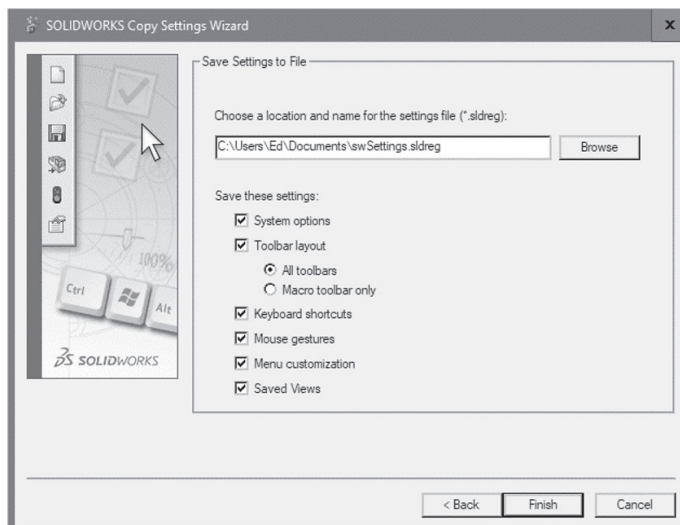 SOLIDWORKS Copy Settings Wizard
x
Save Settings to File
Choose a location and name for the settings file (*.sldreg):
C:\Users\Ed\Documents\swSettings.sldreg
Browse
Save these settings:
System options
Toolbar layout
All toolbars
Macro toolbar only
Keyboard shortcuts
Mouse gestures
Menu customization
Saved Views
100%
Ctrl
Alt
3S SOLIDWORKS
< Back
Finish
Cancel